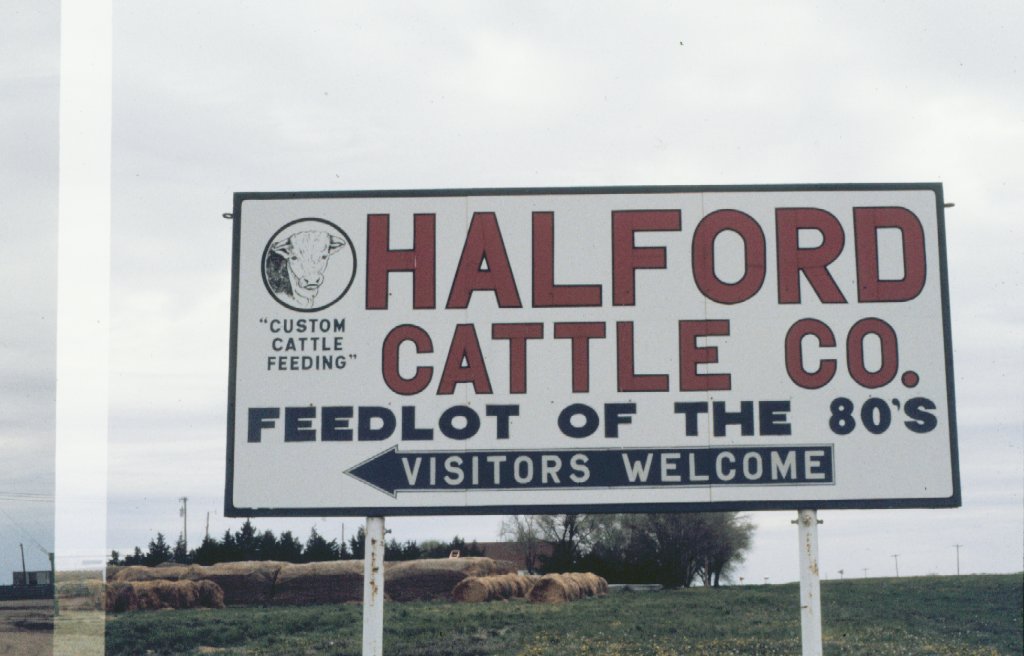 HALFORD
CATTLE CO.
"CUSTOM
CATTLE
FEEDING"
FEEDLOT OF THE 80'S
VISITORS WELCOME